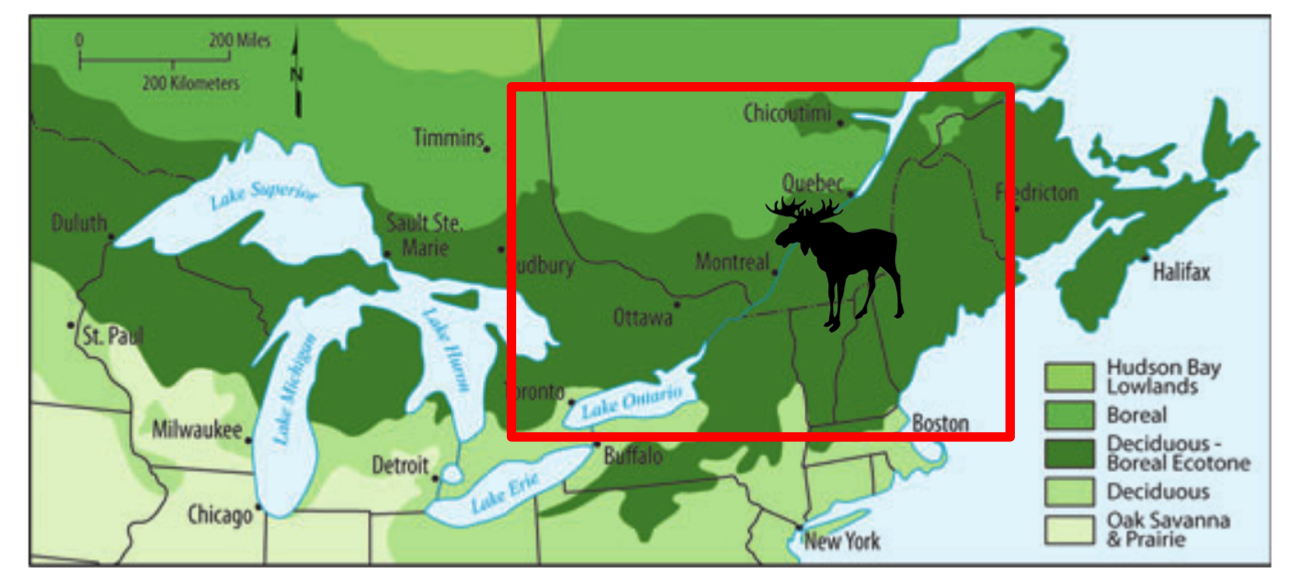 0 200 Miles
200 Kilometers
N
Timmins
Chicoutimi
Quebec
Lake Superior
Duluth
Sault Ste.
Marie
udbury
Fredricton
Montreal
Halifax
Ottawa
St. Paul
Lake Michigan
Lake Huron
Toronto
Lake Ontario
Milwaukee
Boston
Detroit
Buffalo
Lake Erie
Chicago
New York
Hudson Bay
Lowlands
Boreal
Deciduous -
Boreal Ecotone
Deciduous
Oak Savanna
& Prairie